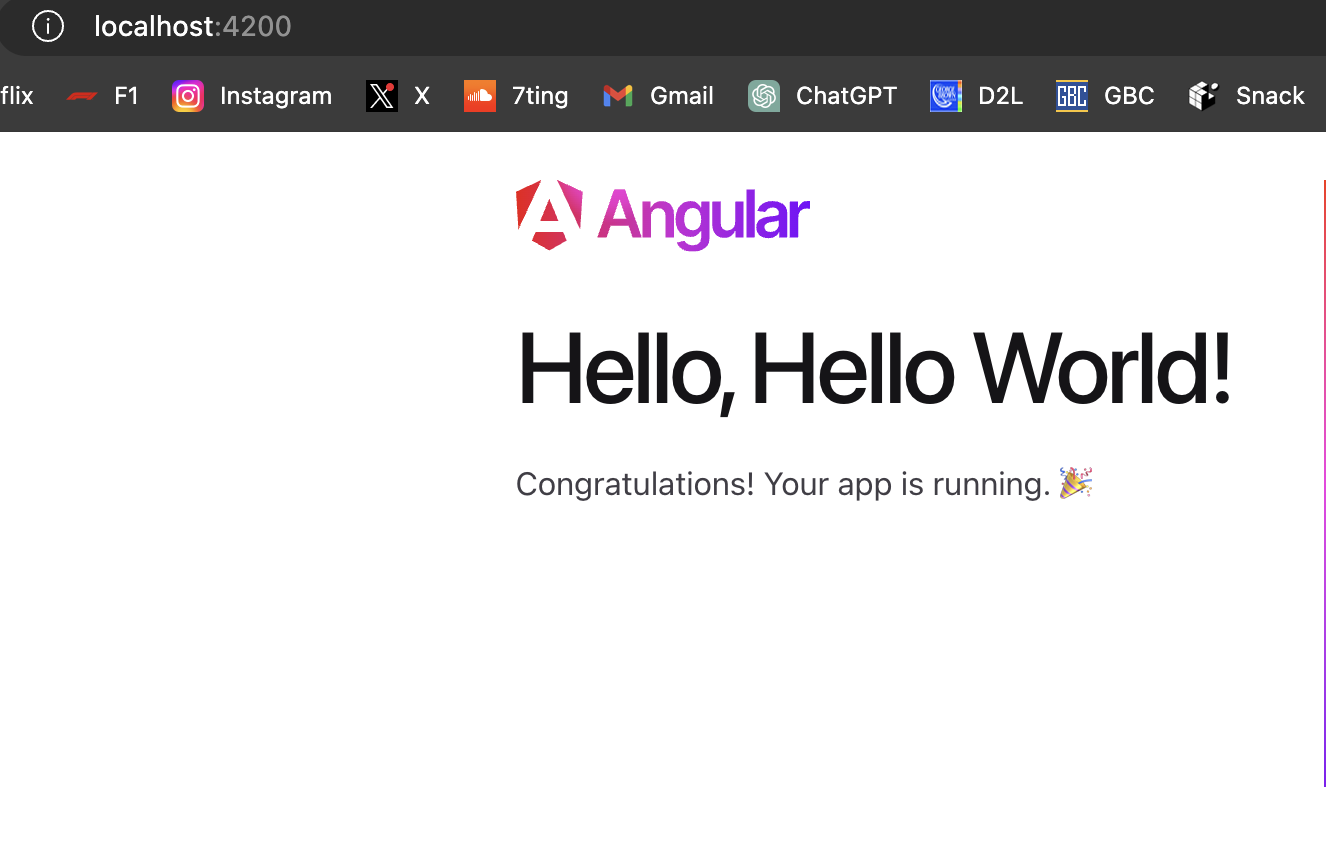 localhost:4200
flix F1 Instagram X 7ting Gmail ChatGPT D2L GBC GBC Snack
Angular
Hello, Hello World!
Congratulations! Your app is running. 🎉